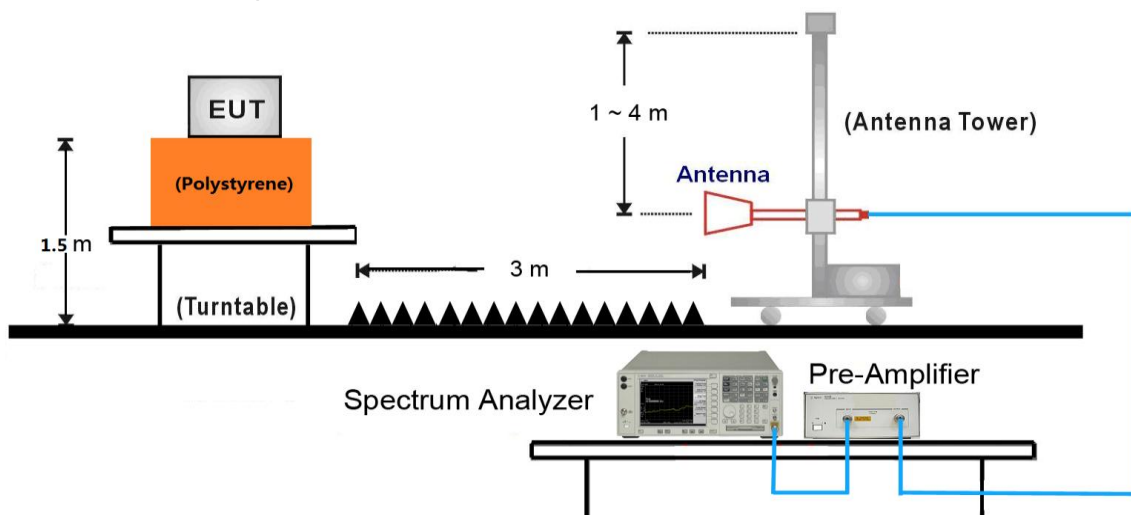 EUT
(Polystyrene)
1.5 m
(Turntable)
3 m
1 ~ 4 m
(Antenna Tower)
Antenna
Spectrum Analyzer
Pre-Amplifier